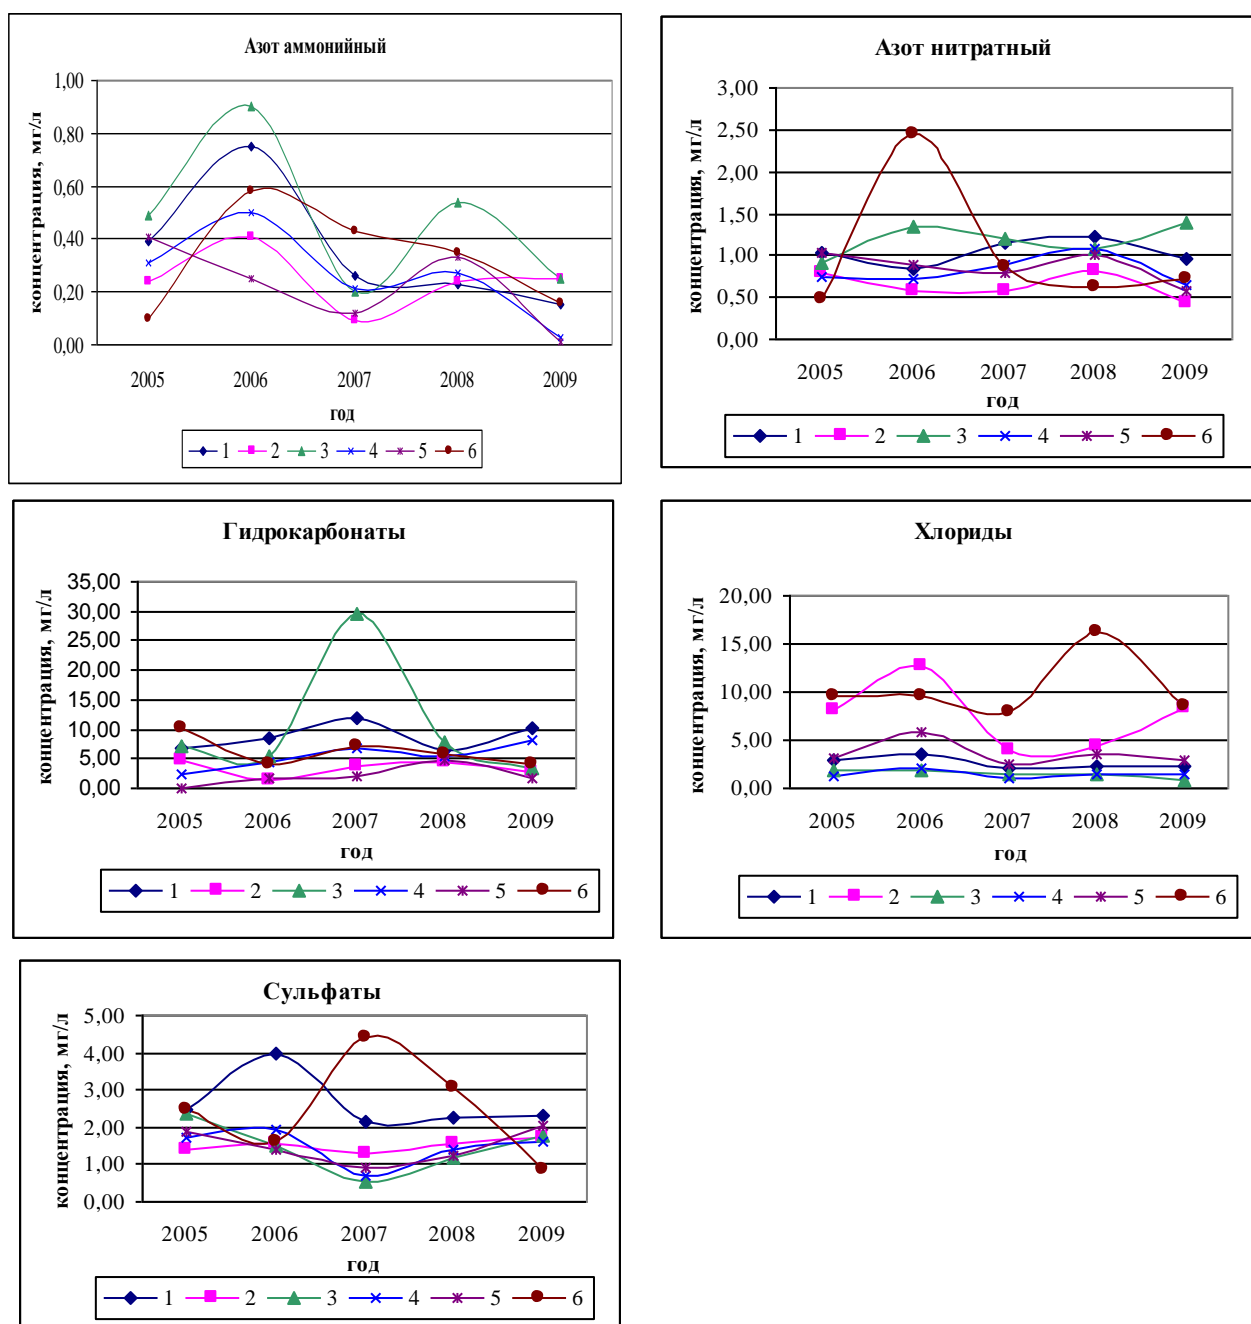 Азот аммонийный
концентрация, мг/л
1,00
0,80
0,60
0,40
0,20
0,00
2005 2006 2007 2008 2009
год
1 2 3 4 5 6
Азот нитратный
концентрация, мг/л
3,00
2,50
2,00
1,50
1,00
0,50
0,00
2005 2006 2007 2008 2009
год
1 2 3 4 5 6
Гидрокарбонаты
концентрация, мг/л
35,00
30,00
25,00
20,00
15,00
10,00
5,00
0,00
2005 2006 2007 2008 2009
год
1 2 3 4 5 6
Хлориды
концентрация, мг/л
20,00
15,00
10,00
5,00
0,00
2005 2006 2007 2008 2009
год
1 2 3 4 5 6
Сульфаты
концентрация, мг/л
5,00
4,00
3,00
2,00
1,00
0,00
2005 2006 2007 2008 2009
год
1 2 3 4 5 6